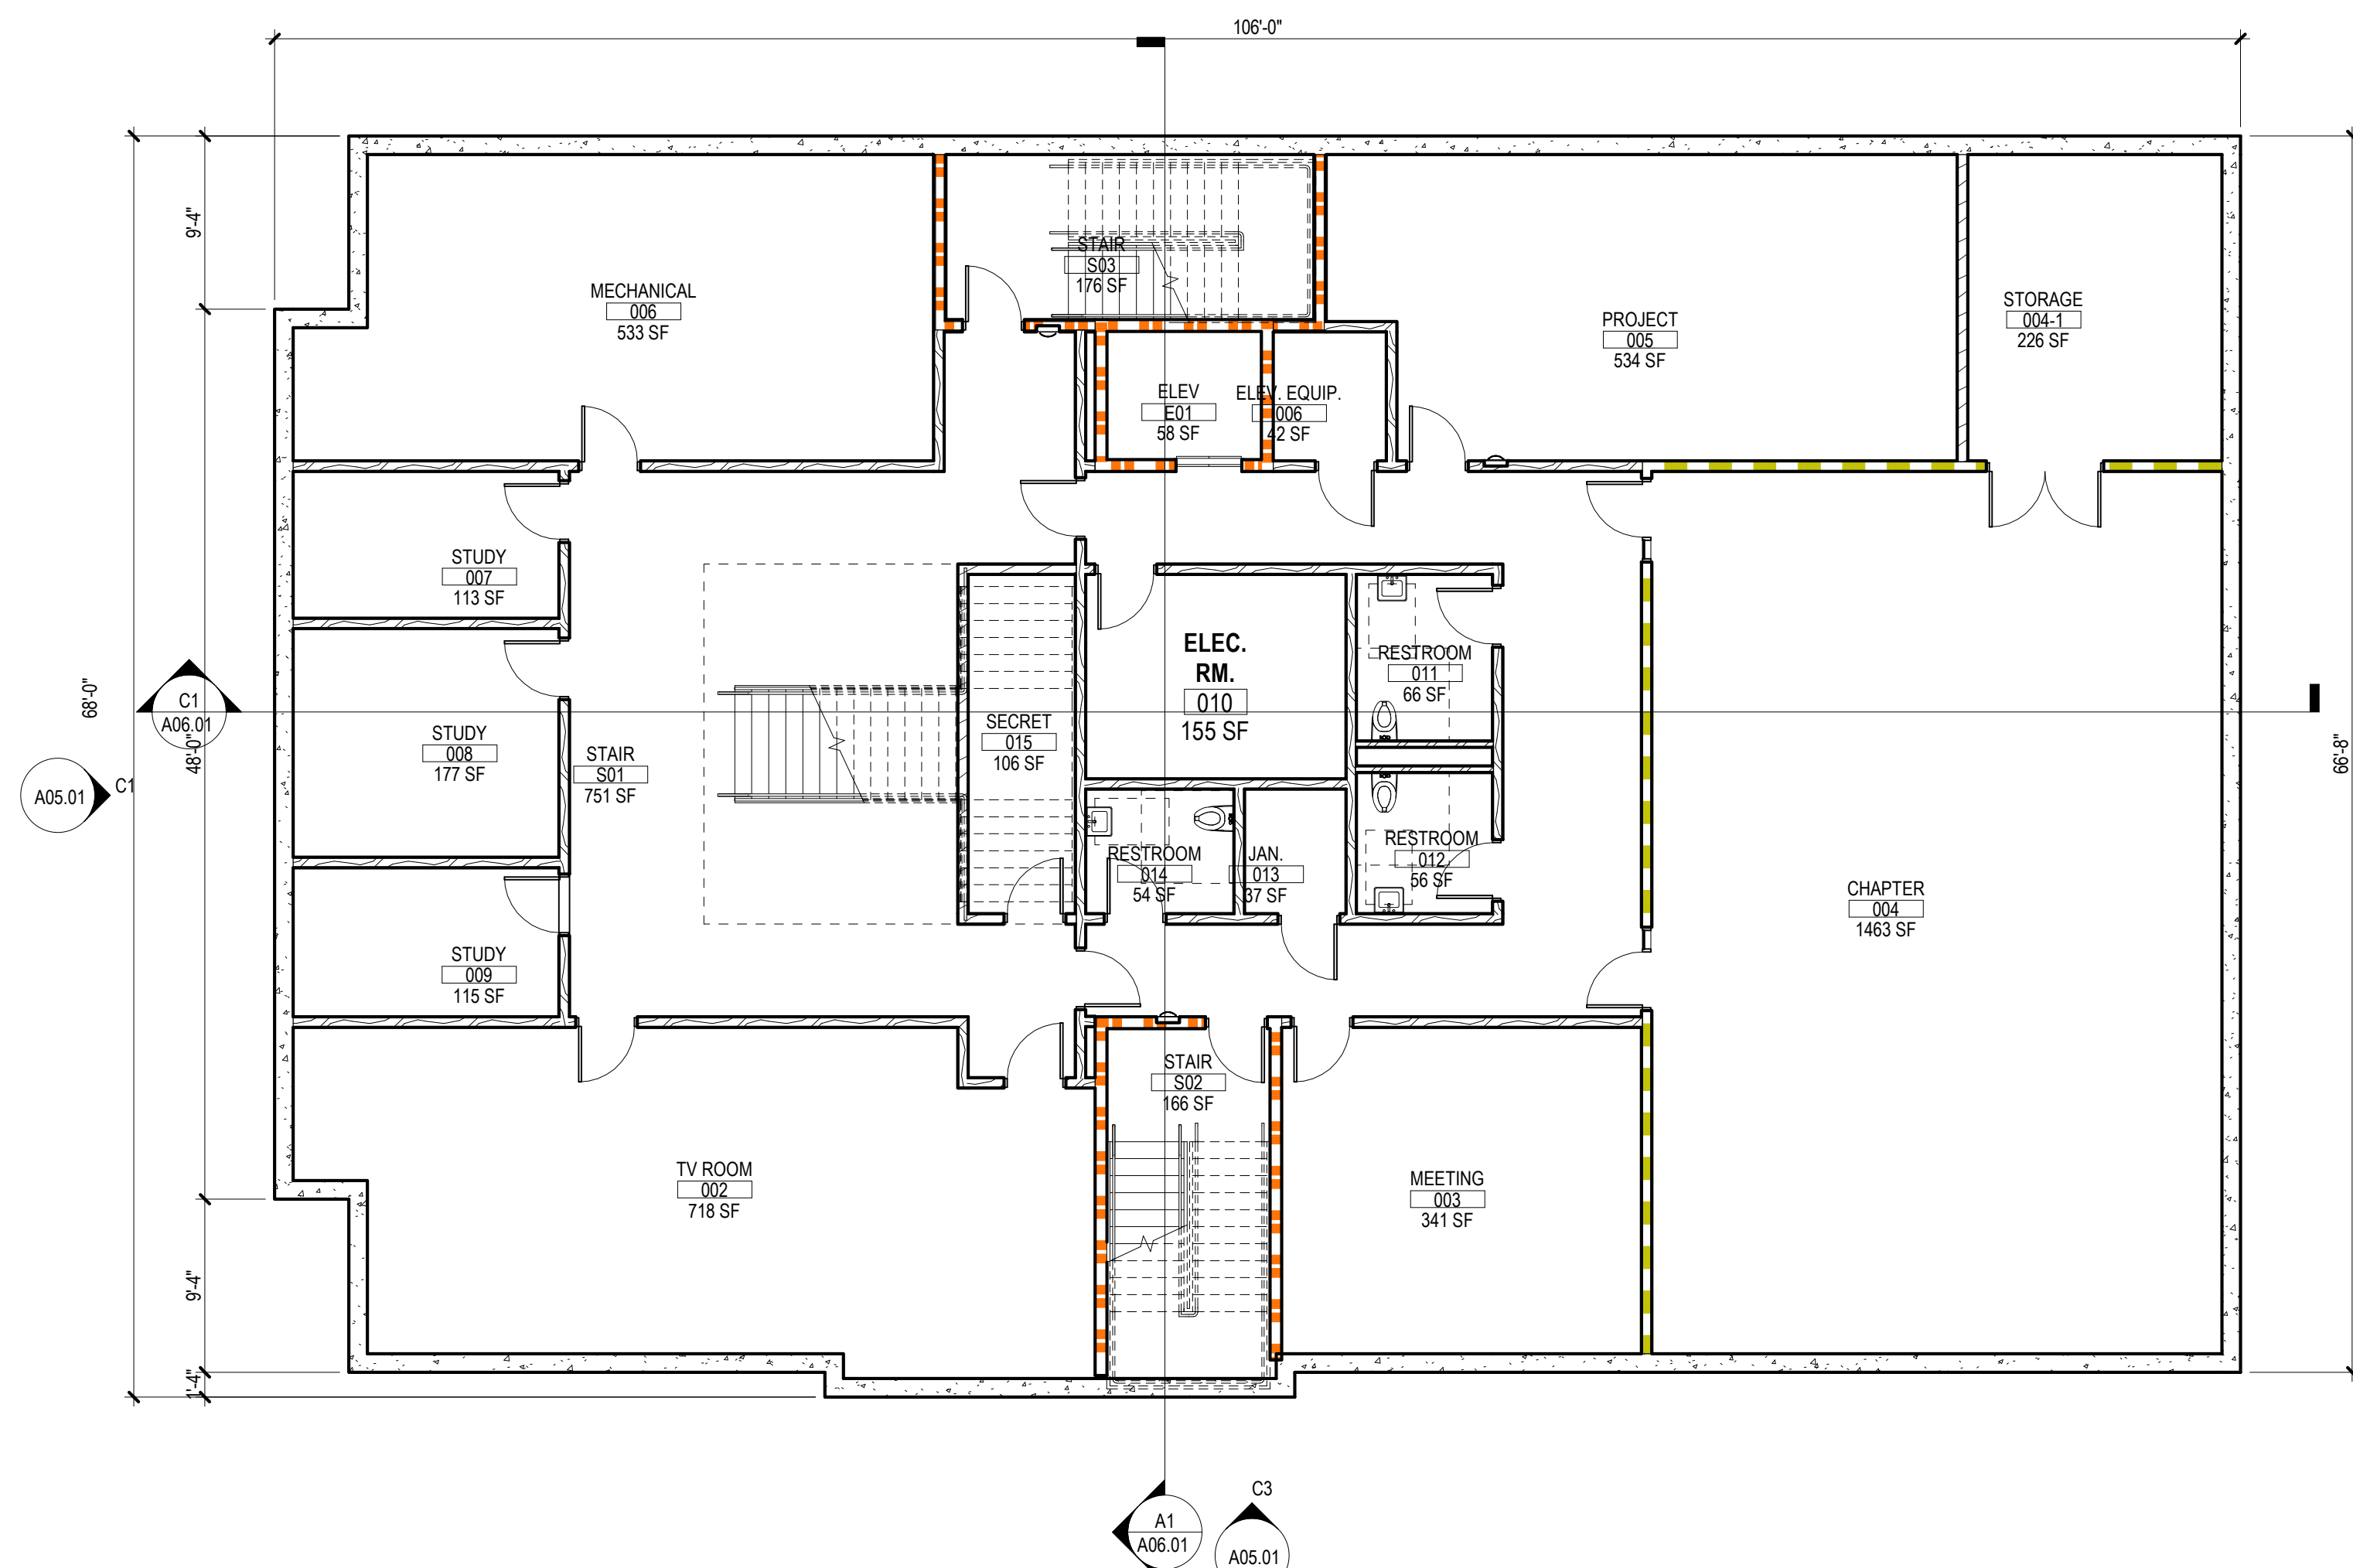 106'-0"
9'-4"
STAIR
S03
176 SF
MECHANICAL
006
533 SF
PROJECT
005
534 SF
STORAGE
004-1
226 SF
ELEV
E01
58 SF
ELEV. EQUIP.
006
42 SF
STUDY
007
113 SF
ELEC.
RM.
010
155 SF
RESTROOM
011
66 SF
68'-0"
C1
A06.01
48'-0"
STUDY
008
177 SF
STAIR
S01
751 SF
SECRET
015
106 SF
66'-8"
A05.01
C1
RESTROOM
014
54 SF
JAN.
013
37 SF
RESTROOM
012
56 SF
CHAPTER
004
1463 SF
STUDY
009
115 SF
STAIR
S02
166 SF
TV ROOM
002
718 SF
MEETING
003
341 SF
9'-4"
1'-4"
C3
A1
A06.01
A05.01